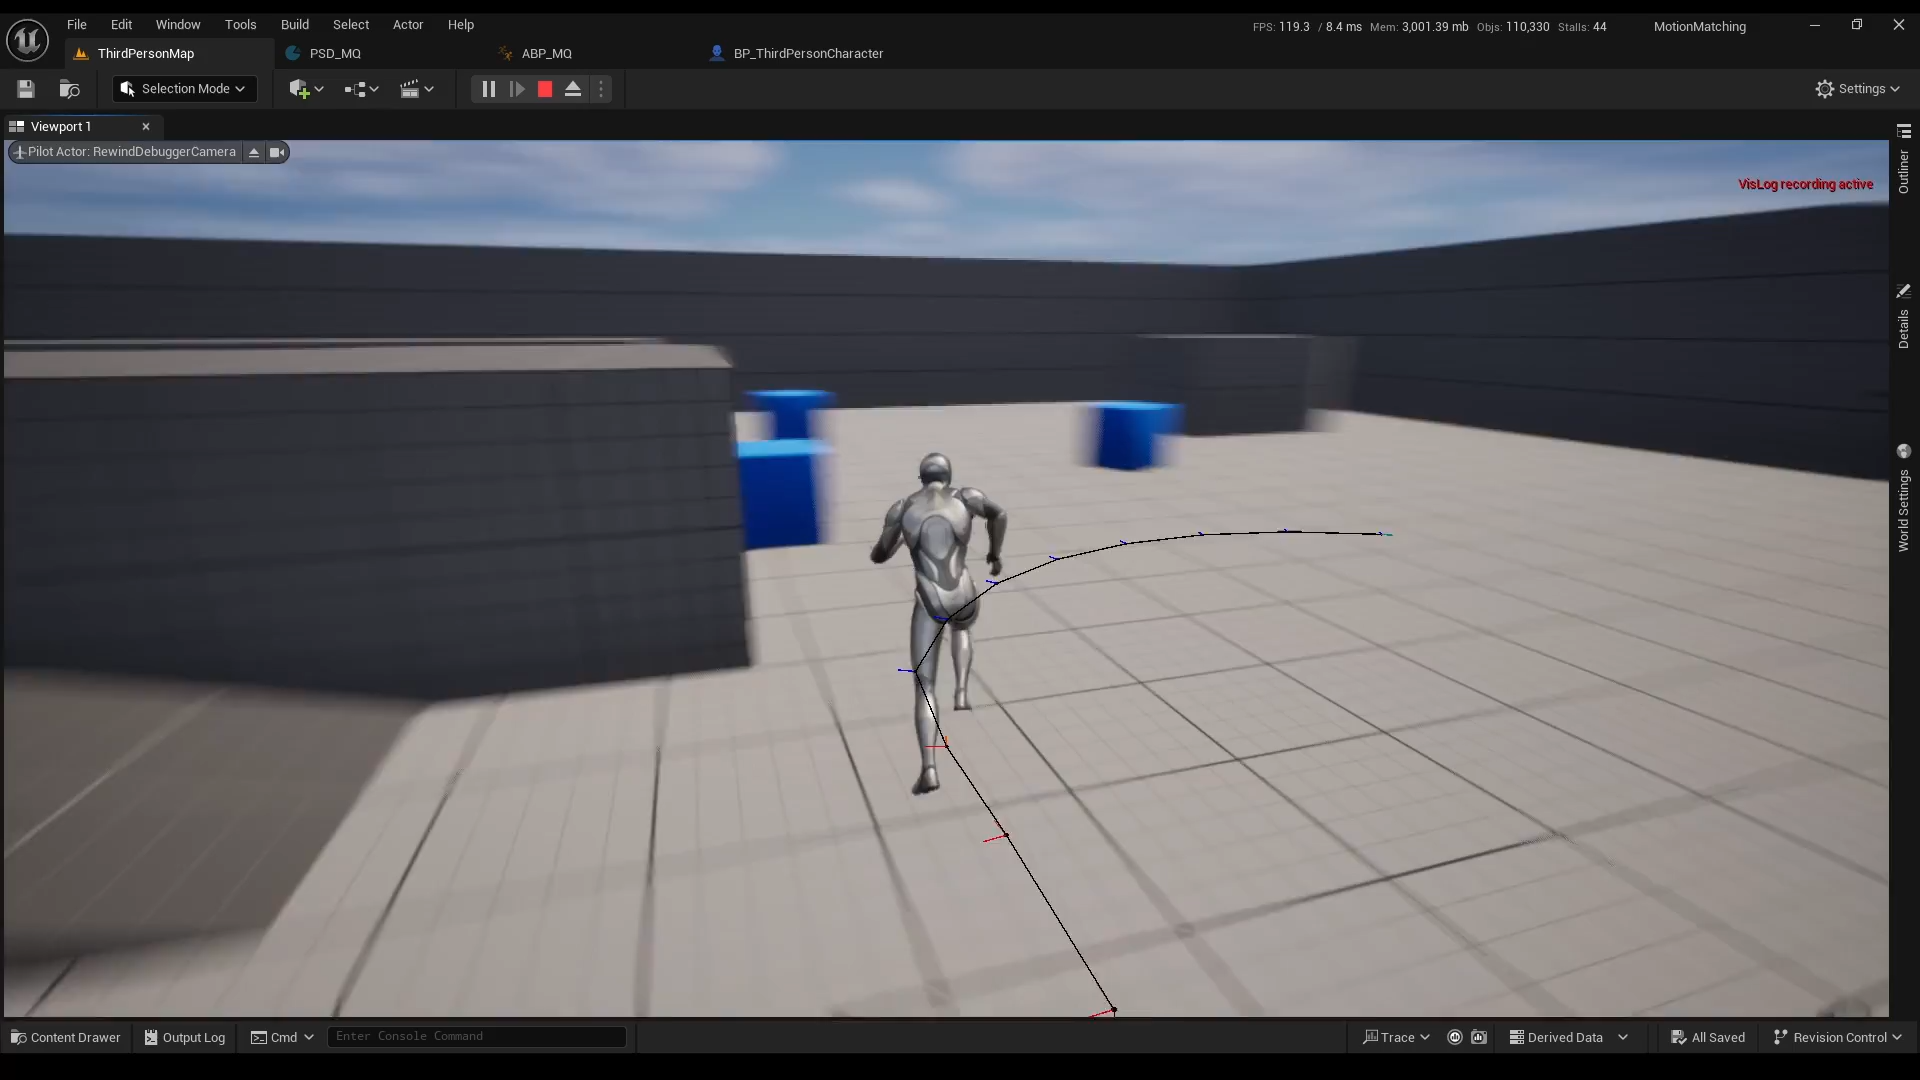 File Edit Window Tools Build Select Actor Help
FPS: 119.3 / 8.4 ms Mem: 3,001.39 mb Objs: 110,330 Stalls: 44 MotionMatching
ThirdPersonMap PSD_MQ ABP_MQ BP_ThirdPersonCharacter
Selection Mode Settings
Viewport 1
Pilot Actor: RewindDebuggerCamera
VisLog recording active
Outliner
Details
World Settings
Content Drawer Output Log Cmd Enter Console Command Trace Derived Data All Saved Revision Control